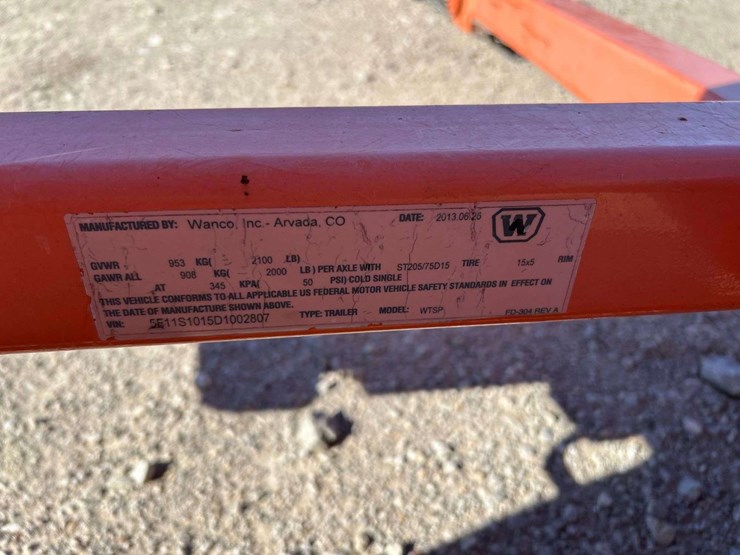 MANUFACTURED BY: Wanco, Inc.- Arvada, CO DATE: 2013.06.26 W
GVWR 953 KG( 2100 LB)
GAWR ALL 908 KG( 2000 LB) PER AXLE WITH ST205/75D15 TIRE 15x5 RIM
AT 345 KPA( 50 PSI) COLD SINGLE
THIS VEHICLE CONFORMS TO ALL APPLICABLE US FEDERAL MOTOR VEHICLE SAFETY STANDARDS IN EFFECT ON
THE DATE OF MANUFACTURE SHOWN ABOVE.
VIN: 5F11S1015D1002807 TYPE: TRAILER MODEL: WTSP FD-304 REV A